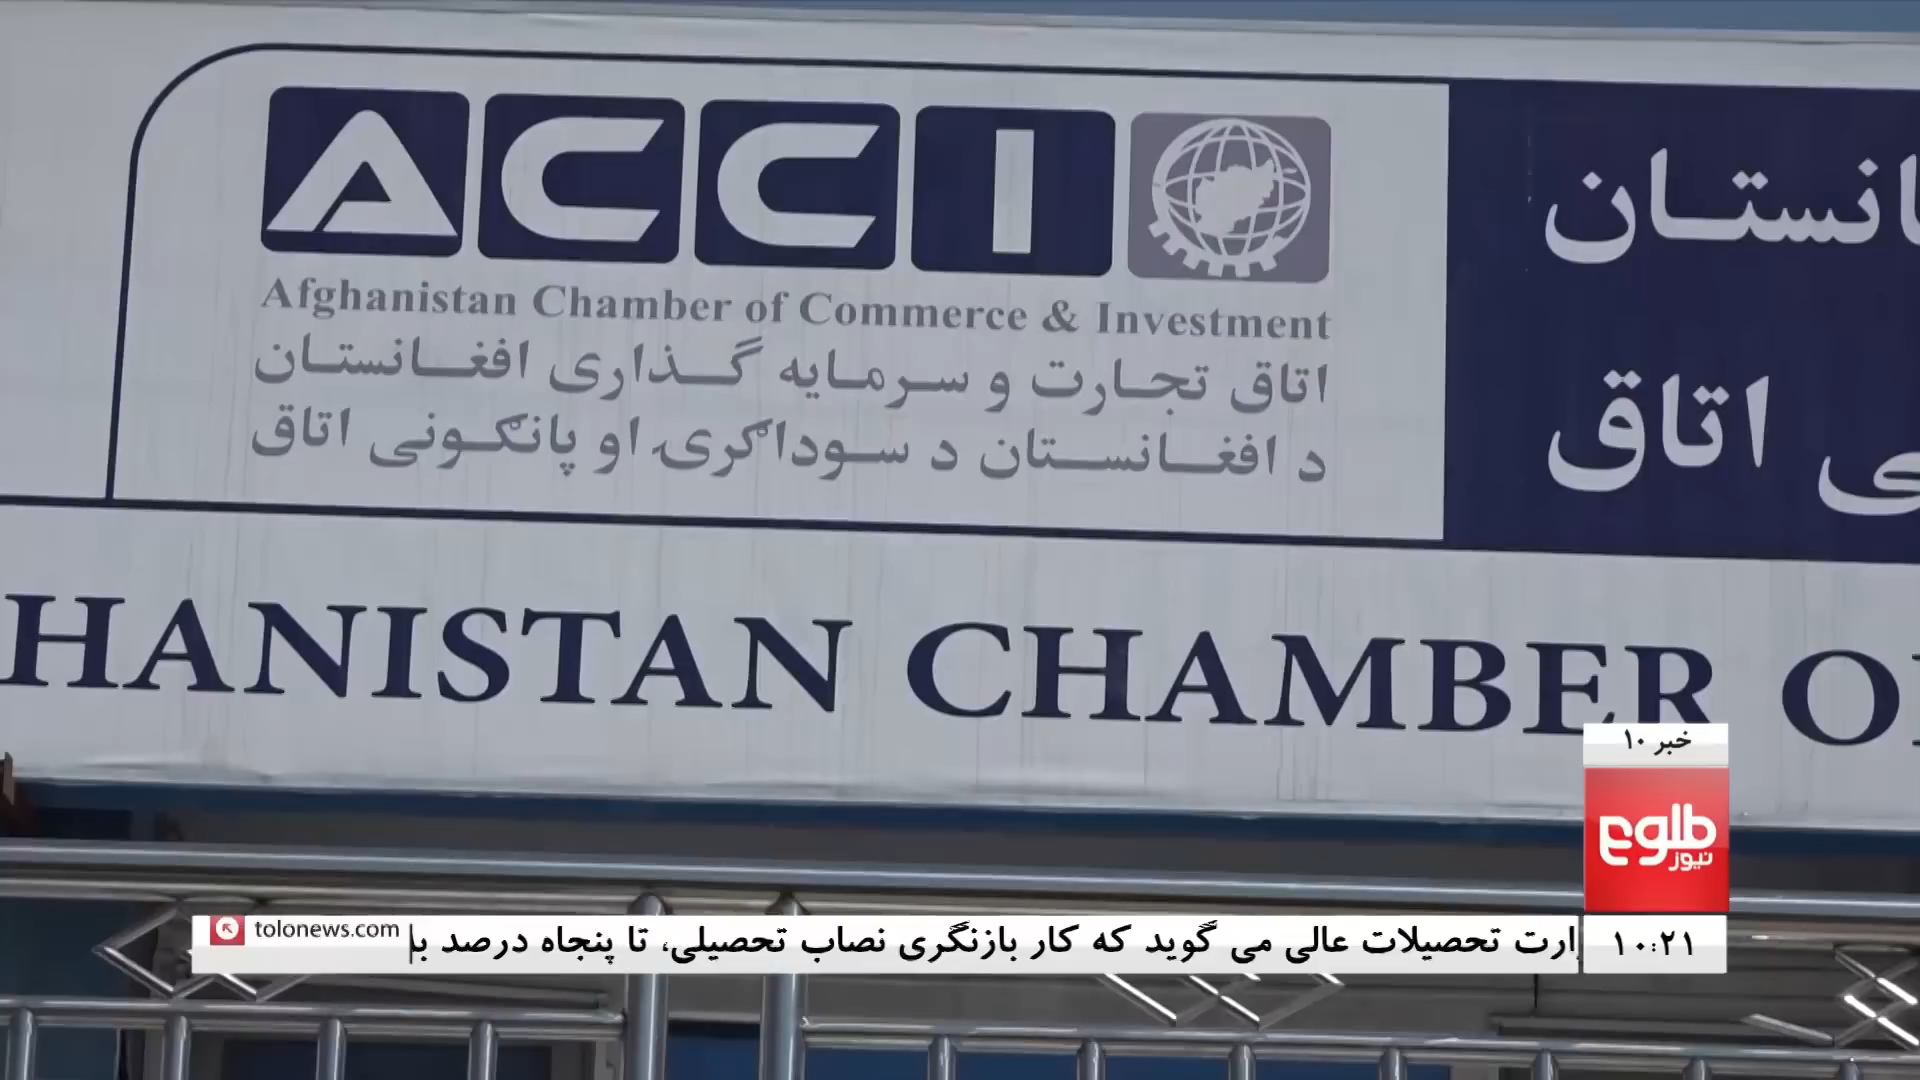 ACCI
Afghanistan Chamber of Commerce & Investment
اتاق تجارت و سرمایه گذاری افغانستان
د افغانستان د سوداګرۍ او پانګونې اتاق
اتاق
HANISTAN CHAMBER O
خبر ۱۰
طلوع
نیوز
۱۰:۲۱
ارت تحصیلات عالی می گوید که کار بازنگری نصاب تحصیلی، تا پنجاه درصد به
tolonews.com